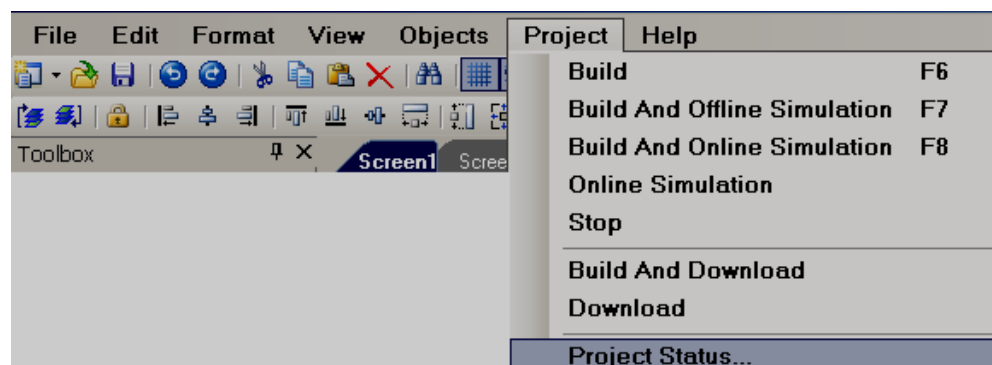 File Edit Format View Objects Project Help
Build F6
Build And Offline Simulation F7
Build And Online Simulation F8
Online Simulation
Stop
Build And Download
Download
Project Status...
Toolbox
Screen1